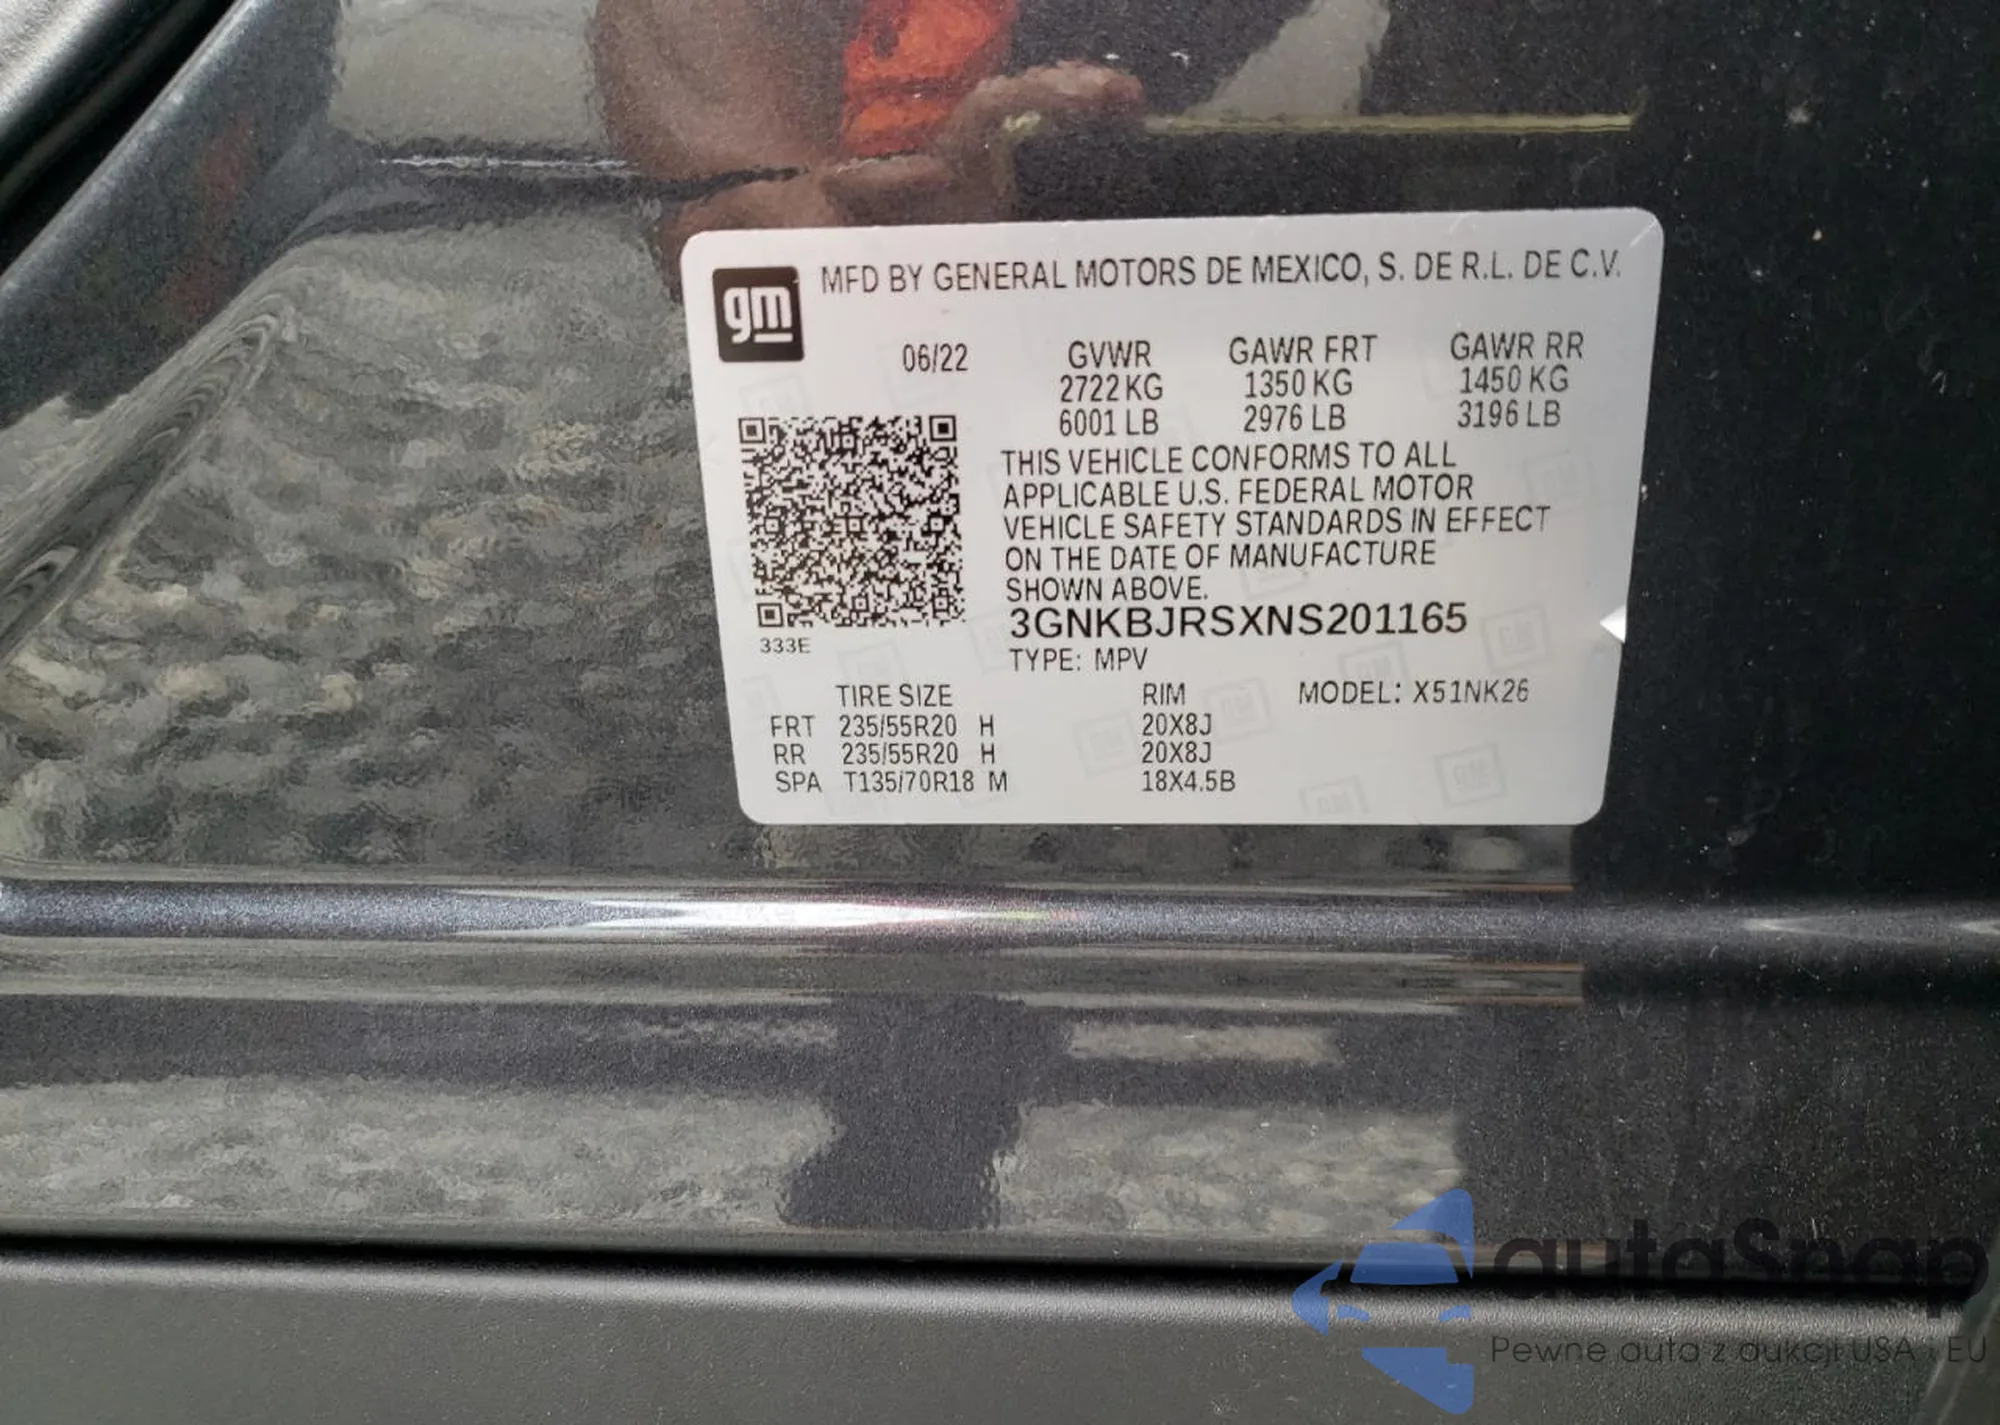 gm
MFD BY GENERAL MOTORS DE MEXICO, S. DE R.L. DE C.V.
06/22 GVWR GAWR FRT GAWR RR
2722 KG 1350 KG 1450 KG
6001 LB 2976 LB 3196 LB
THIS VEHICLE CONFORMS TO ALL
APPLICABLE U.S. FEDERAL MOTOR
VEHICLE SAFETY STANDARDS IN EFFECT
ON THE DATE OF MANUFACTURE
SHOWN ABOVE.
3GNKBJRSXNS201165
333E
TYPE: MPV
TIRE SIZE RIM MODEL: X51NK26
FRT 235/55R20 H 20X8J
RR 235/55R20 H 20X8J
SPA T135/70R18 M 18X4.5B
autaSnap
Pewne auta z aukcji USA i EU